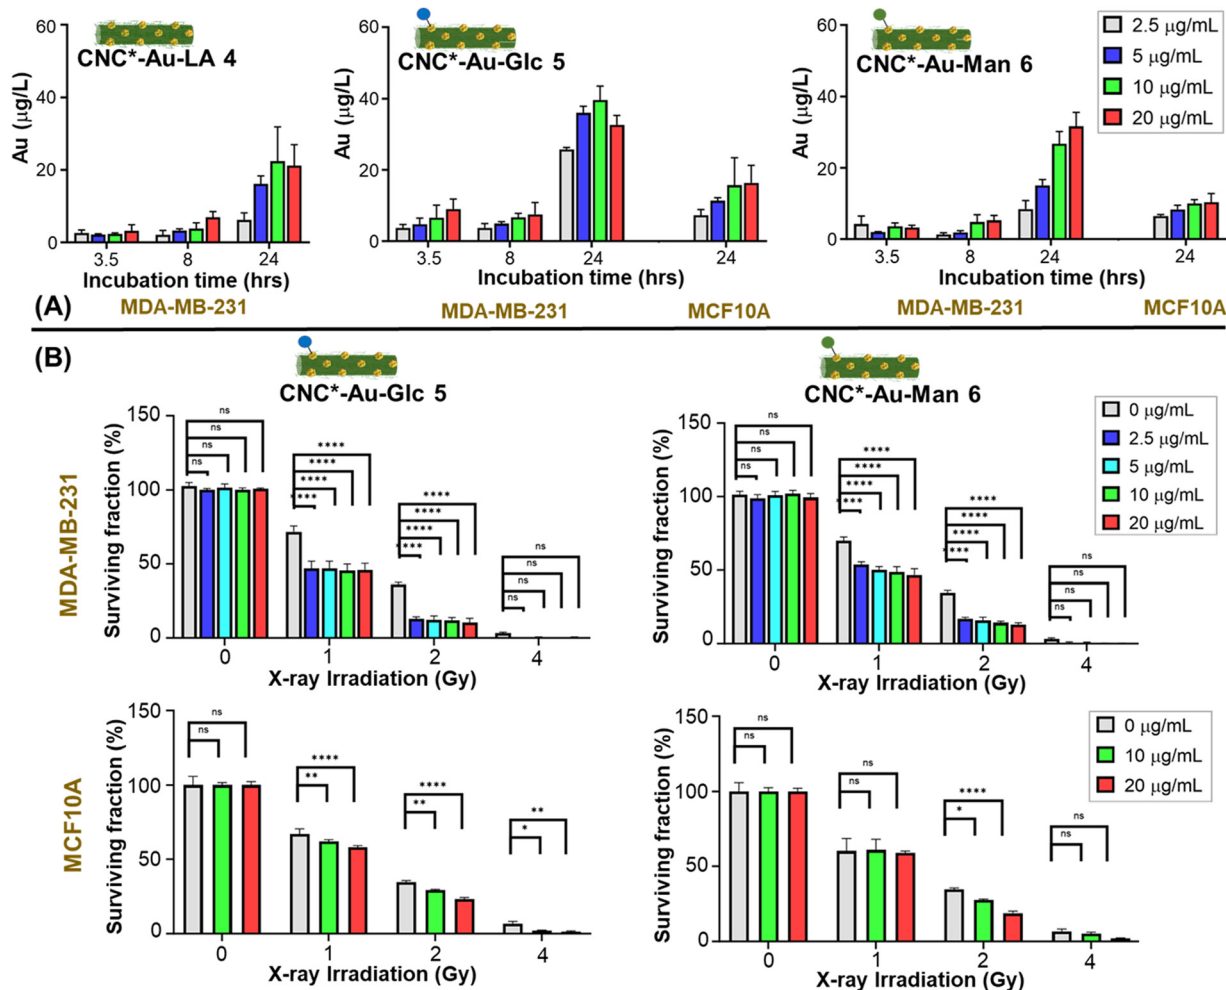 60
40
20
0
Au (µg/L)
CNC*-Au-LA 4
3.5
8
24
Incubation time (hrs)
MDA-MB-231
60
40
20
0
Au (µg/L)
CNC*-Au-Glc 5
3.5
8
24
24
Incubation time (hrs)
MDA-MB-231
MCF10A
60
40
20
0
Au (µg/L)
CNC*-Au-Man 6
3.5
8
24
24
Incubation time (hrs)
MDA-MB-231
MCF10A
2.5 µg/mL
5 µg/mL
10 µg/mL
20 µg/mL
(A)
(B)
CNC*-Au-Glc 5
CNC*-Au-Man 6
MDA-MB-231
Surviving fraction (%)
150
100
50
0
ns
ns
ns
ns
****
****
****
****
****
****
****
****
ns
ns
ns
ns
0
1
2
4
X-ray Irradiation (Gy)
Surviving fraction (%)
150
100
50
0
ns
ns
ns
ns
****
****
****
****
****
****
****
****
ns
ns
ns
ns
0
1
2
4
X-ray Irradiation (Gy)
0 µg/mL
2.5 µg/mL
5 µg/mL
10 µg/mL
20 µg/mL
MCF10A
Surviving fraction (%)
150
100
50
0
ns
ns
****
**
****
**
**
*
0
1
2
4
X-ray Irradiation (Gy)
Surviving fraction (%)
150
100
50
0
ns
ns
ns
ns
****
*
ns
ns
0
1
2
4
X-ray Irradiation (Gy)
0 µg/mL
10 µg/mL
20 µg/mL